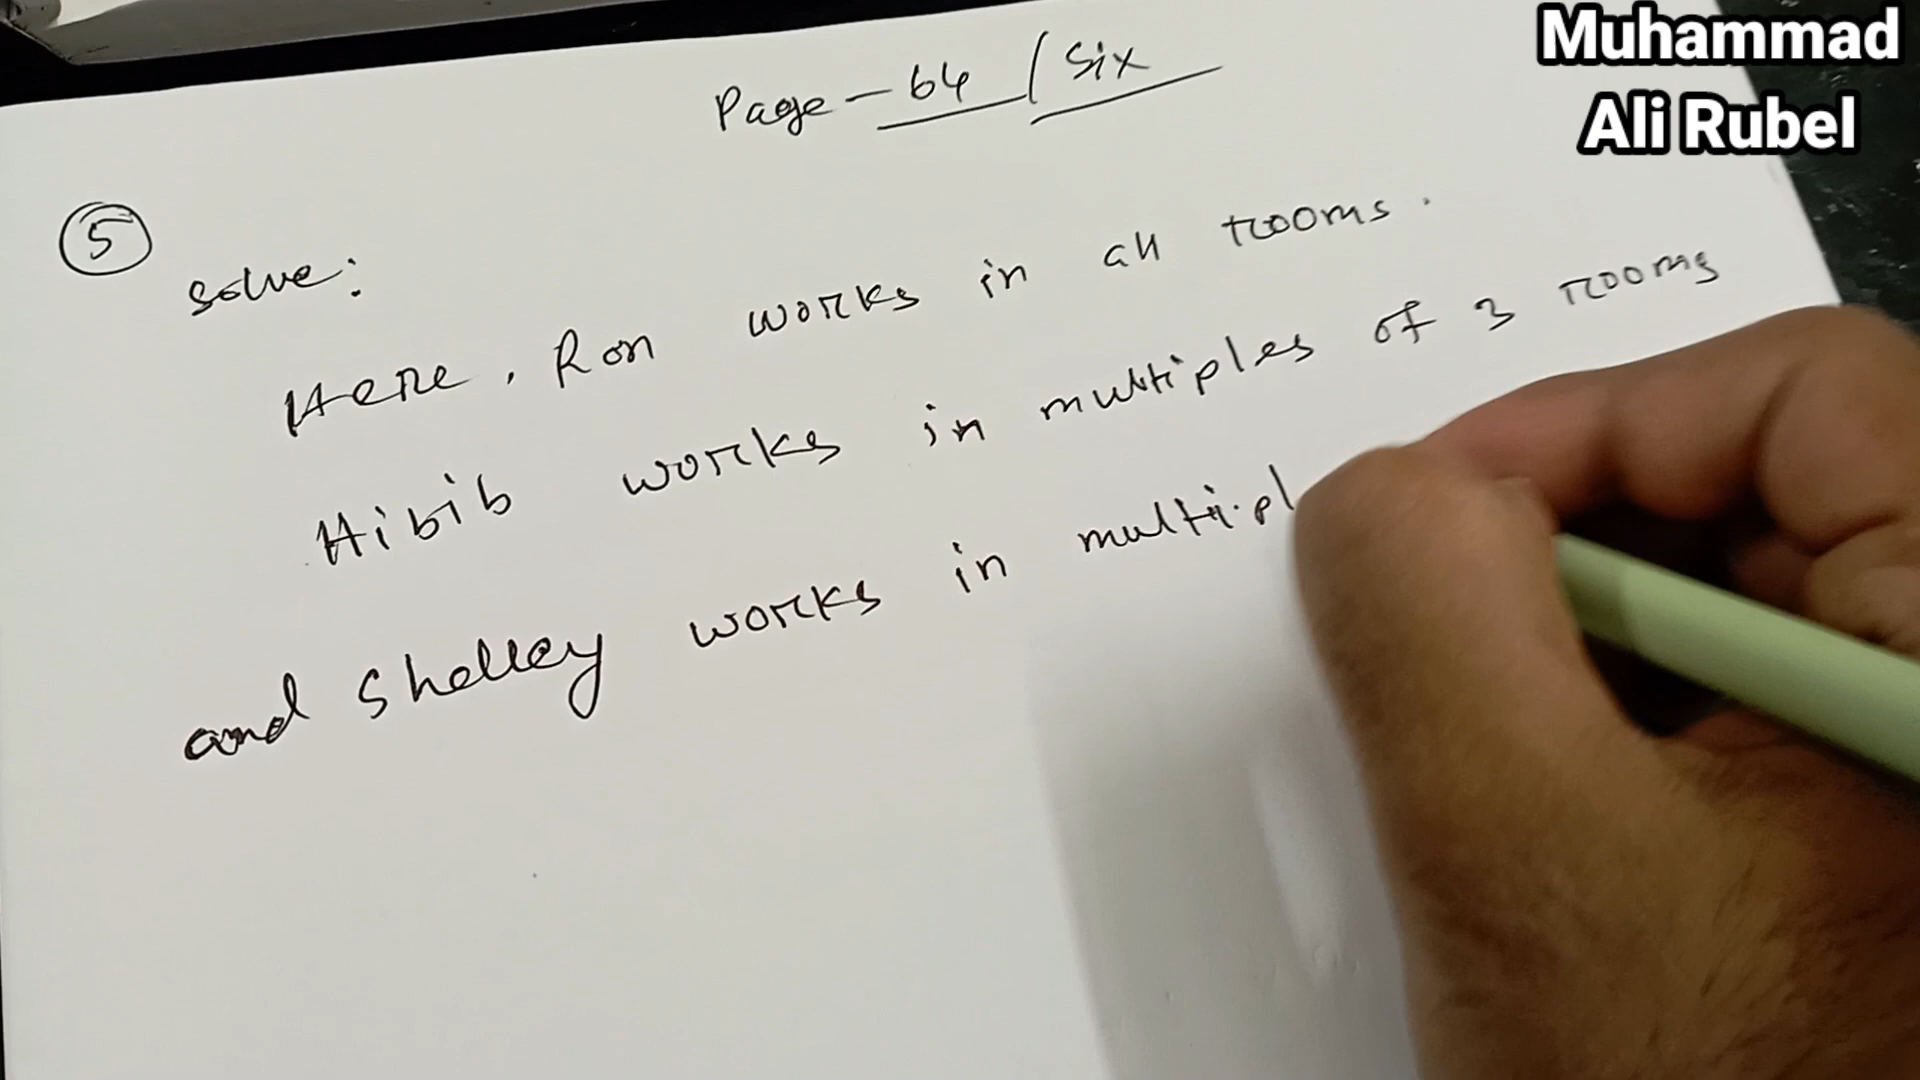 Muhammad
Ali Rubel
Page - 64 / Six
5
Solve:
Here, Ron works in all rooms.
Hibib works in multiples of 3 rooms
and Shelley works in multipl